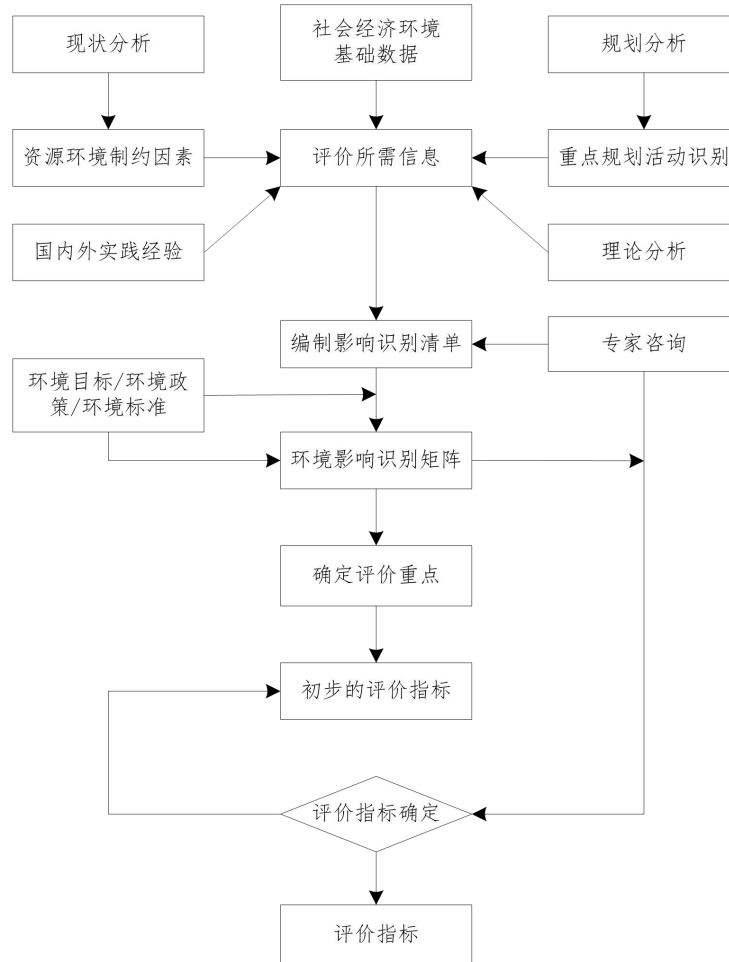 现状分析
社会经济环境
基础数据
规划分析
资源环境制约因素
评价所需信息
重点规划活动识别
国内外实践经验
理论分析
编制影响识别清单
专家咨询
环境目标/环境政
策/环境标准
环境影响识别矩阵
确定评价重点
初步的评价指标
评价指标确定
评价指标